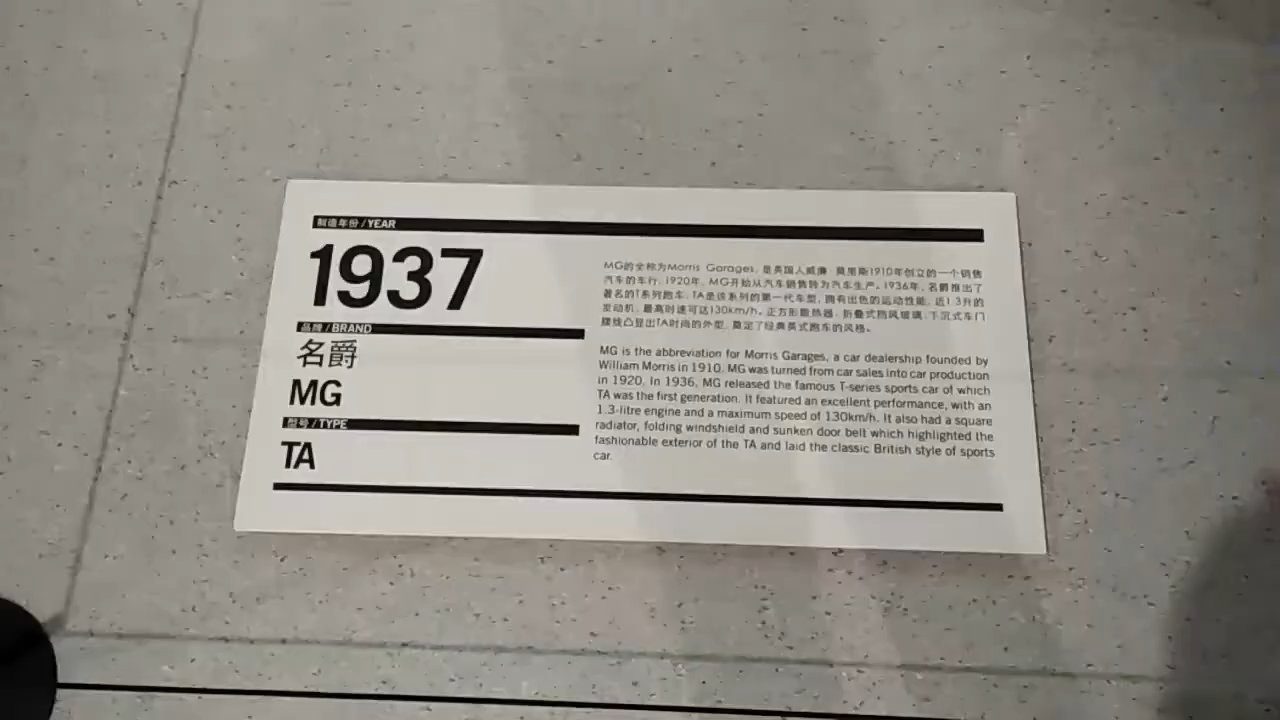 制造年份 / YEAR
1937
品牌 / BRAND
名爵
MG
型号 / TYPE
TA
MG的全称为Morris Garages, 是英国人威廉·莫里斯1910年创立的一个销售
汽车的车行, 1920年, MG开始从汽车销售转为汽车生产。1936年, 名爵推出了
著名的T系列跑车, TA是该系列的第一代车型, 拥有出色的运动性能, 近1.3升的
发动机, 最高时速可达130km/h。正方形散热器、折叠式挡风玻璃、下沉式车门
腰线凸显出TA时尚的外型, 奠定了经典英式跑车的风格。
MG is the abbreviation for Morris Garages, a car dealership founded by
William Morris in 1910. MG was turned from car sales into car production
in 1920. In 1936, MG released the famous T-series sports car of which
TA was the first generation. It featured an excellent performance, with an
1.3-litre engine and a maximum speed of 130km/h. It also had a square
radiator, folding windshield and sunken door belt which highlighted the
fashionable exterior of the TA and laid the classic British style of sports
car.